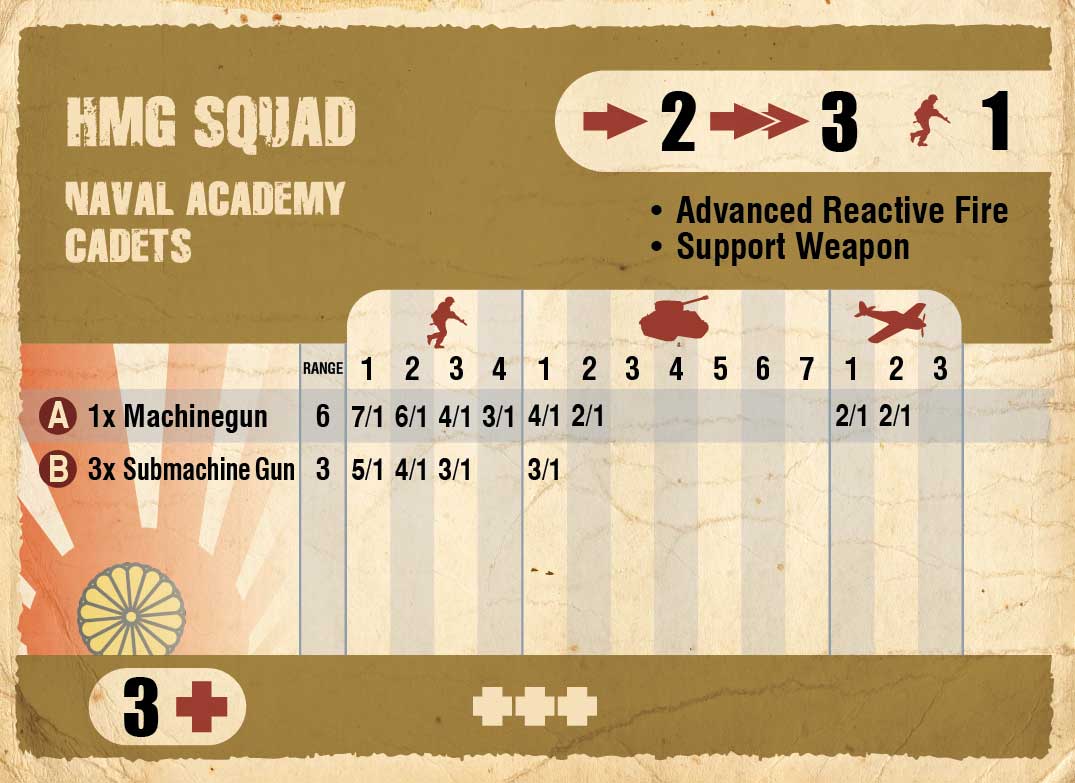 HMG SQUAD
2 3 1
NAVAL ACADEMY
CADETS
• Advanced Reactive Fire
• Support Weapon
RANGE 1 2 3 4 1 2 3 4 5 6 7 1 2 3
A 1x Machinegun 6 7/1 6/1 4/1 3/1 4/1 2/1 2/1 2/1
B 3x Submachine Gun 3 5/1 4/1 3/1 3/1
3